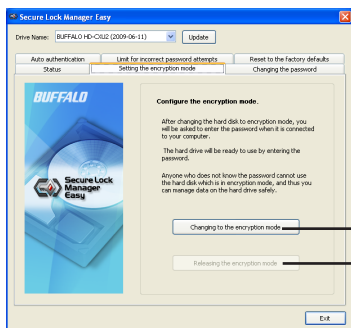 Secure Lock Manager Easy
Drive Name: BUFFALO HD-CXU2 (2009-06-11) Update
Auto authentication Limit for incorrect password attempts Reset to the factory defaults
Status Setting the encryption mode Changing the password
BUFFALO
Secure Lock
Manager
Easy
Configure the encryption mode.
After changing the hard disk to encryption mode, you
will be asked to enter the password when it is connected
to your computer.
The hard drive will be ready to use by entering the
password.
Anyone who does not know the password cannot use
the hard disk which is in encryption mode, and thus you
can manage data on the hard drive safely.
Changing to the encryption mode
Releasing the encryption mode
Exit